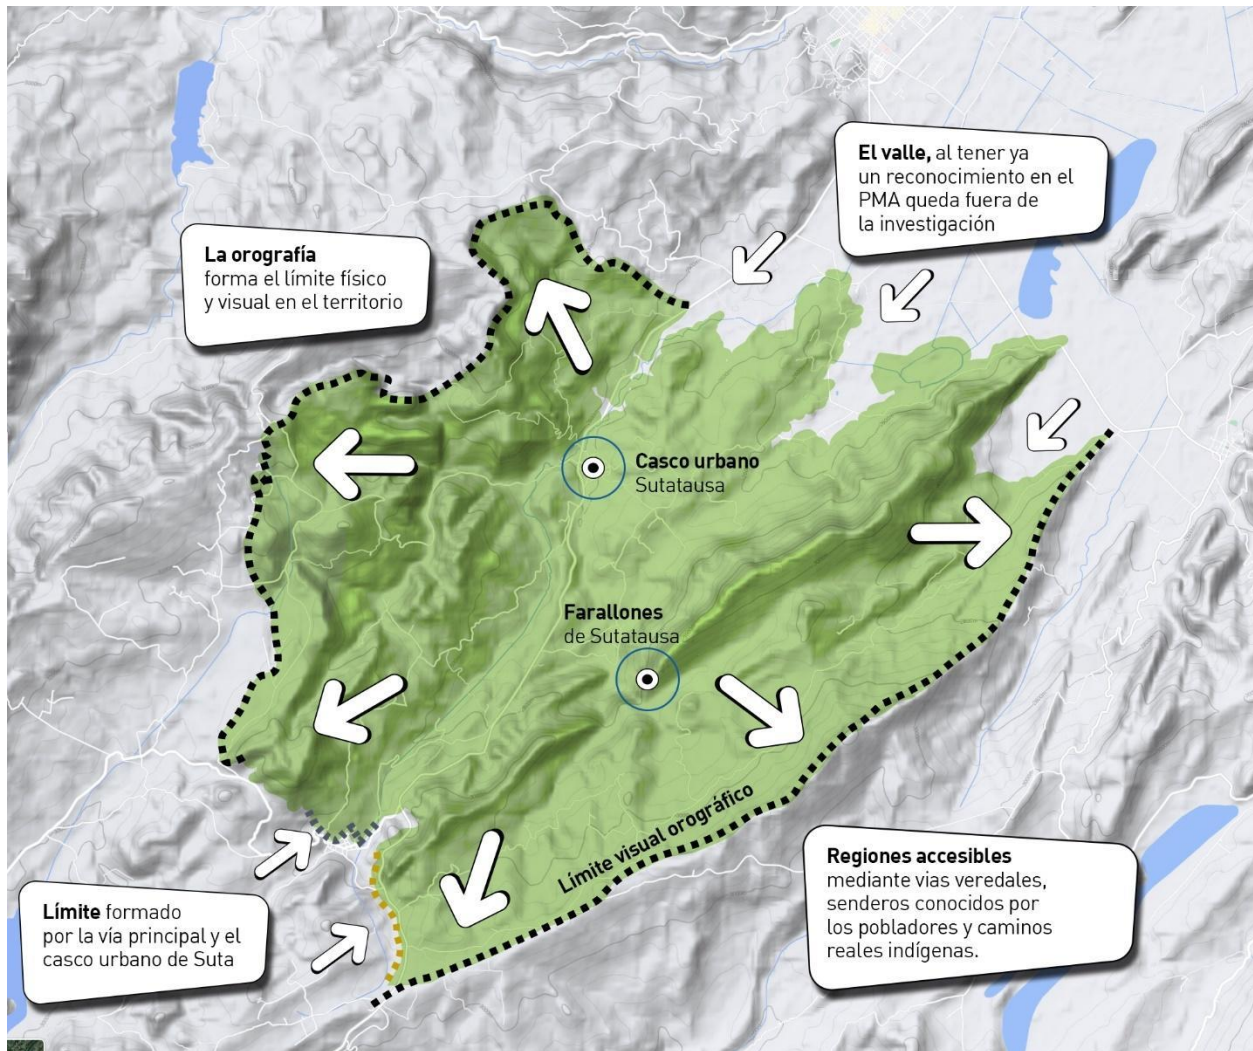 El valle, al tener ya
un reconocimiento en el
PMA queda fuera de
la investigación
La orografía
forma el límite físico
y visual en el territorio
Casco urbano
Sutatausa
Farallones
de Sutatausa
Límite visual orográfico
Regiones accesibles
mediante vias veredales,
senderos conocidos por
los pobladores y caminos
reales indígenas.
Límite formado
por la vía principal y el
casco urbano de Suta